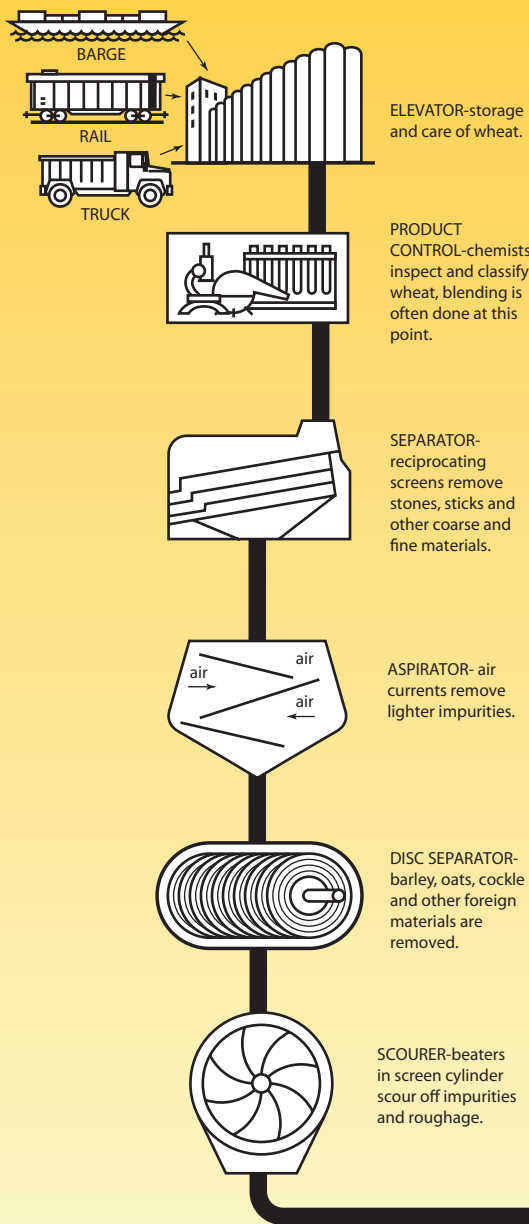 BARGE
RAIL
TRUCK
ELEVATOR-storage
and care of wheat.
PRODUCT
CONTROL-chemists
inspect and classify
wheat, blending is
often done at this
point.
SEPARATOR-
reciprocating
screens remove
stones, sticks and
other coarse and
fine materials.
air
air
air
ASPIRATOR- air
currents remove
lighter impurities.
DISC SEPARATOR-
barley, oats, cockle
and other foreign
materials are
removed.
SCOURER-beaters
in screen cylinder
scour off impurities
and roughage.